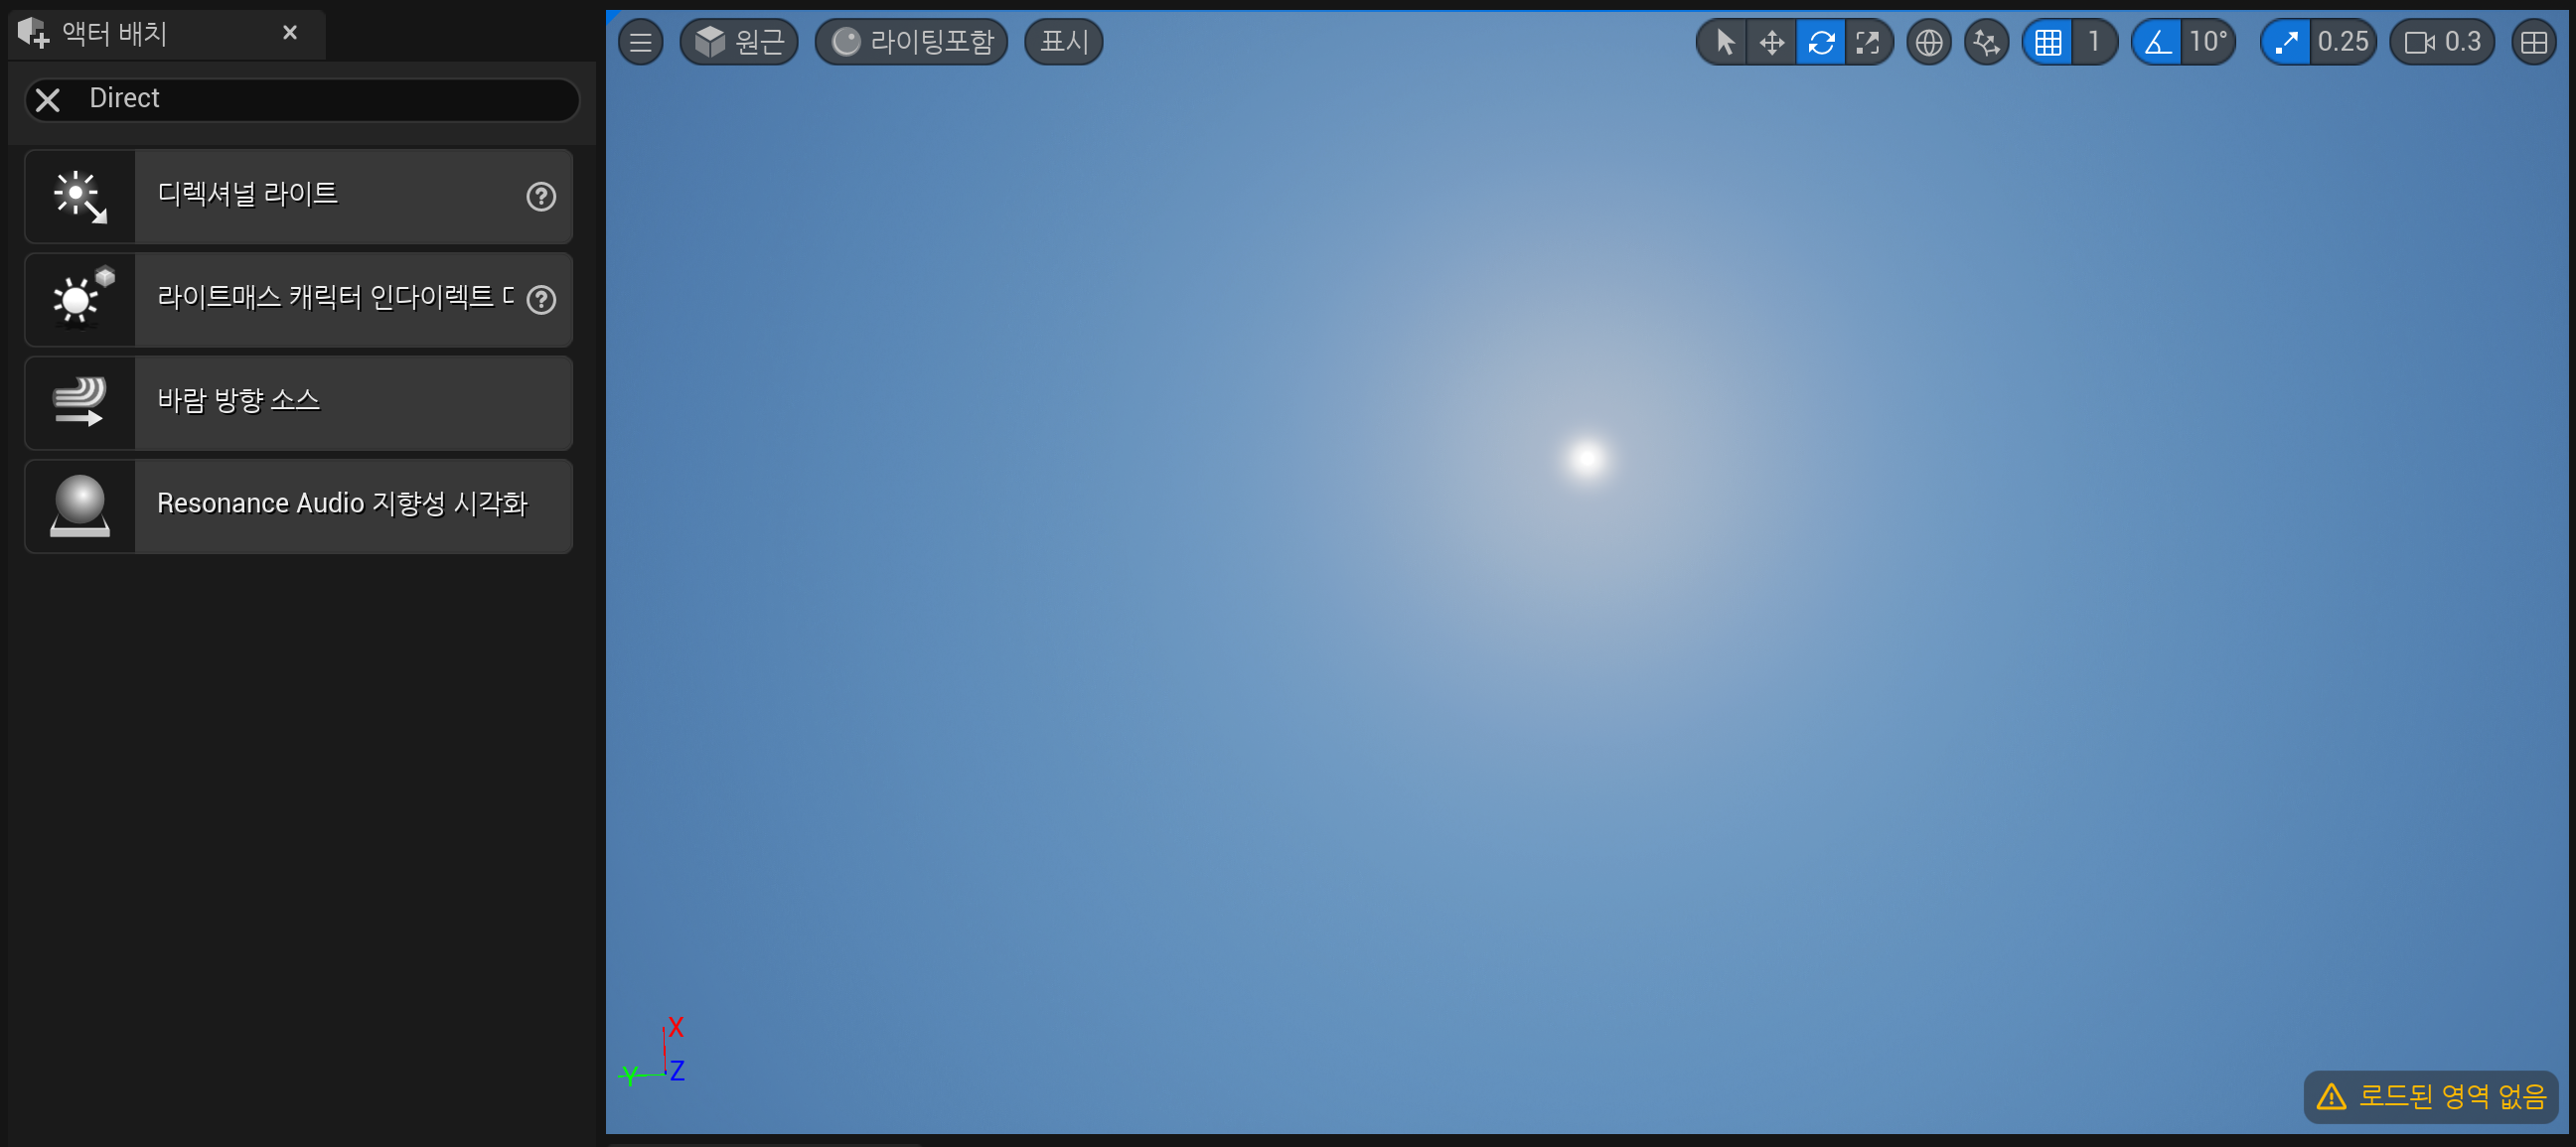 액터 배치
Direct
디렉셔널 라이트
라이트매스 캐릭터 인다이렉트
바람 방향 소스
Resonance Audio 지향성 시각화
원근 라이팅포함 표시 1 10° 0.25 0.3
X
Y Z
로드된 영역 없음